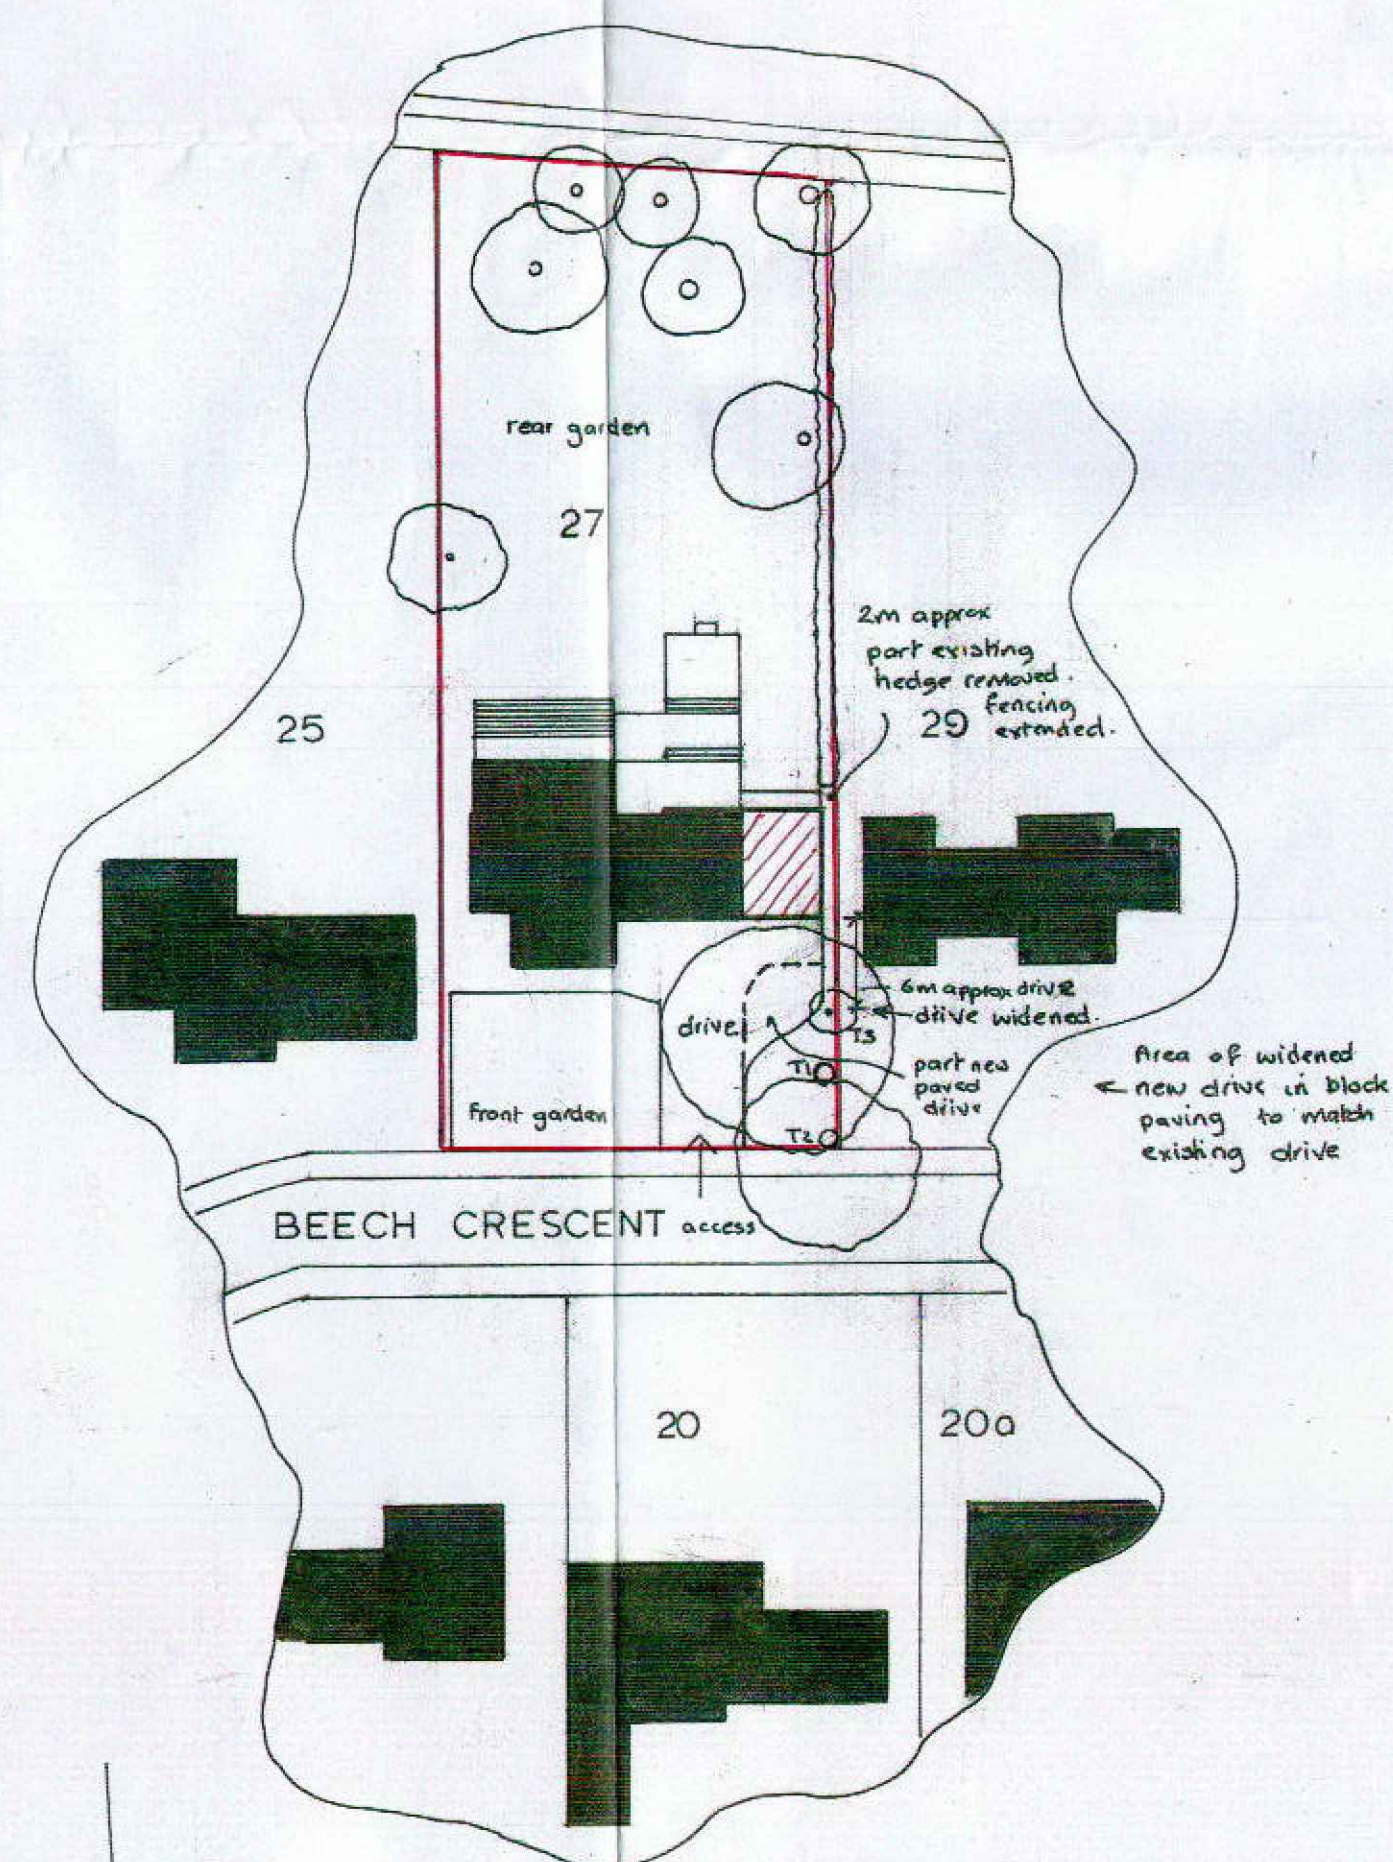 rear garden
27
2m approx
part existing
hedge removed.
fencing
extended.
25
29
6m approx drive
drive widened.
T3
drive
T1
part new
paved
drive
Area of widened
new drive in block
paving to match
existing drive
front garden
T2
BEECH CRESCENT
access
20
20a